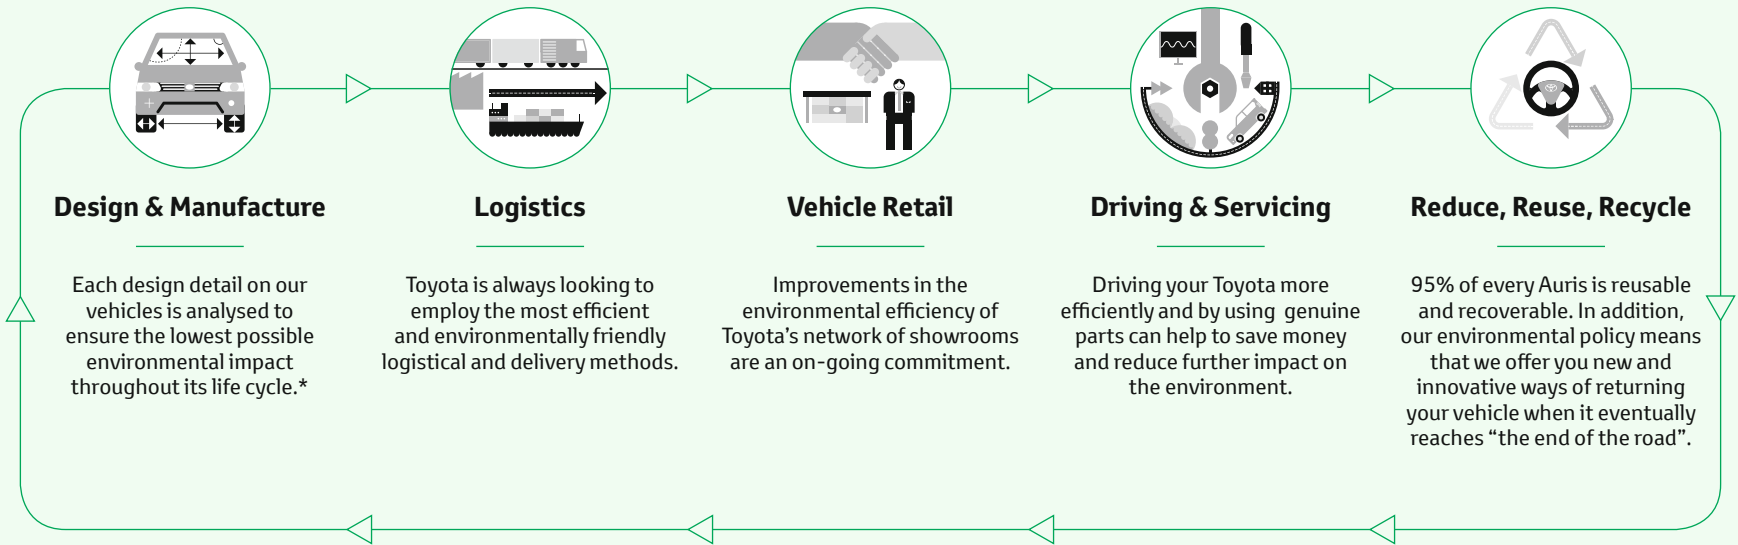 Design & Manufacture
Each design detail on our
vehicles is analysed to
ensure the lowest possible
environmental impact
throughout its life cycle.*
Logistics
Toyota is always looking to
employ the most efficient
and environmentally friendly
logistical and delivery methods.
Vehicle Retail
Improvements in the
environmental efficiency of
Toyota’s network of showrooms
are an on-going commitment.
Driving & Servicing
Driving your Toyota more
efficiently and by using genuine
parts can help to save money
and reduce further impact on
the environment.
Reduce, Reuse, Recycle
95% of every Auris is reusable
and recoverable. In addition,
our environmental policy means
that we offer you new and
innovative ways of returning
your vehicle when it eventually
reaches “the end of the road”.